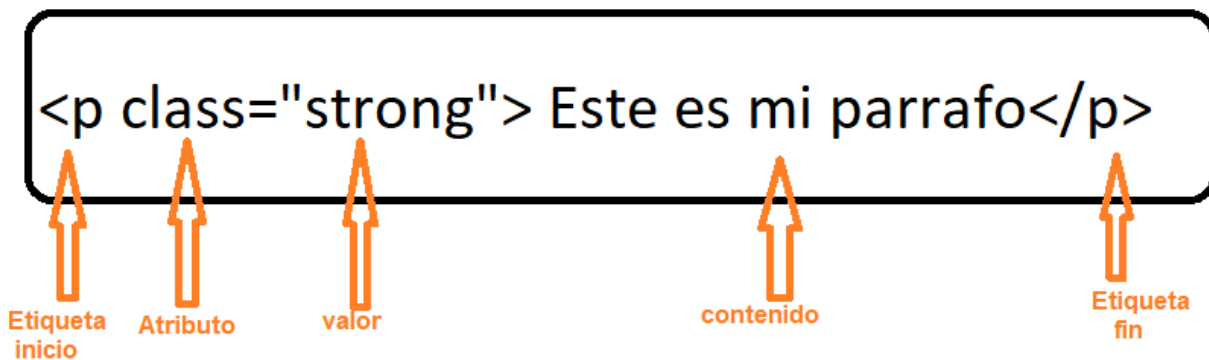 <p class="strong"> Este es mi parrafo</p>
Etiqueta inicio
Atributo
valor
contenido
Etiqueta fin